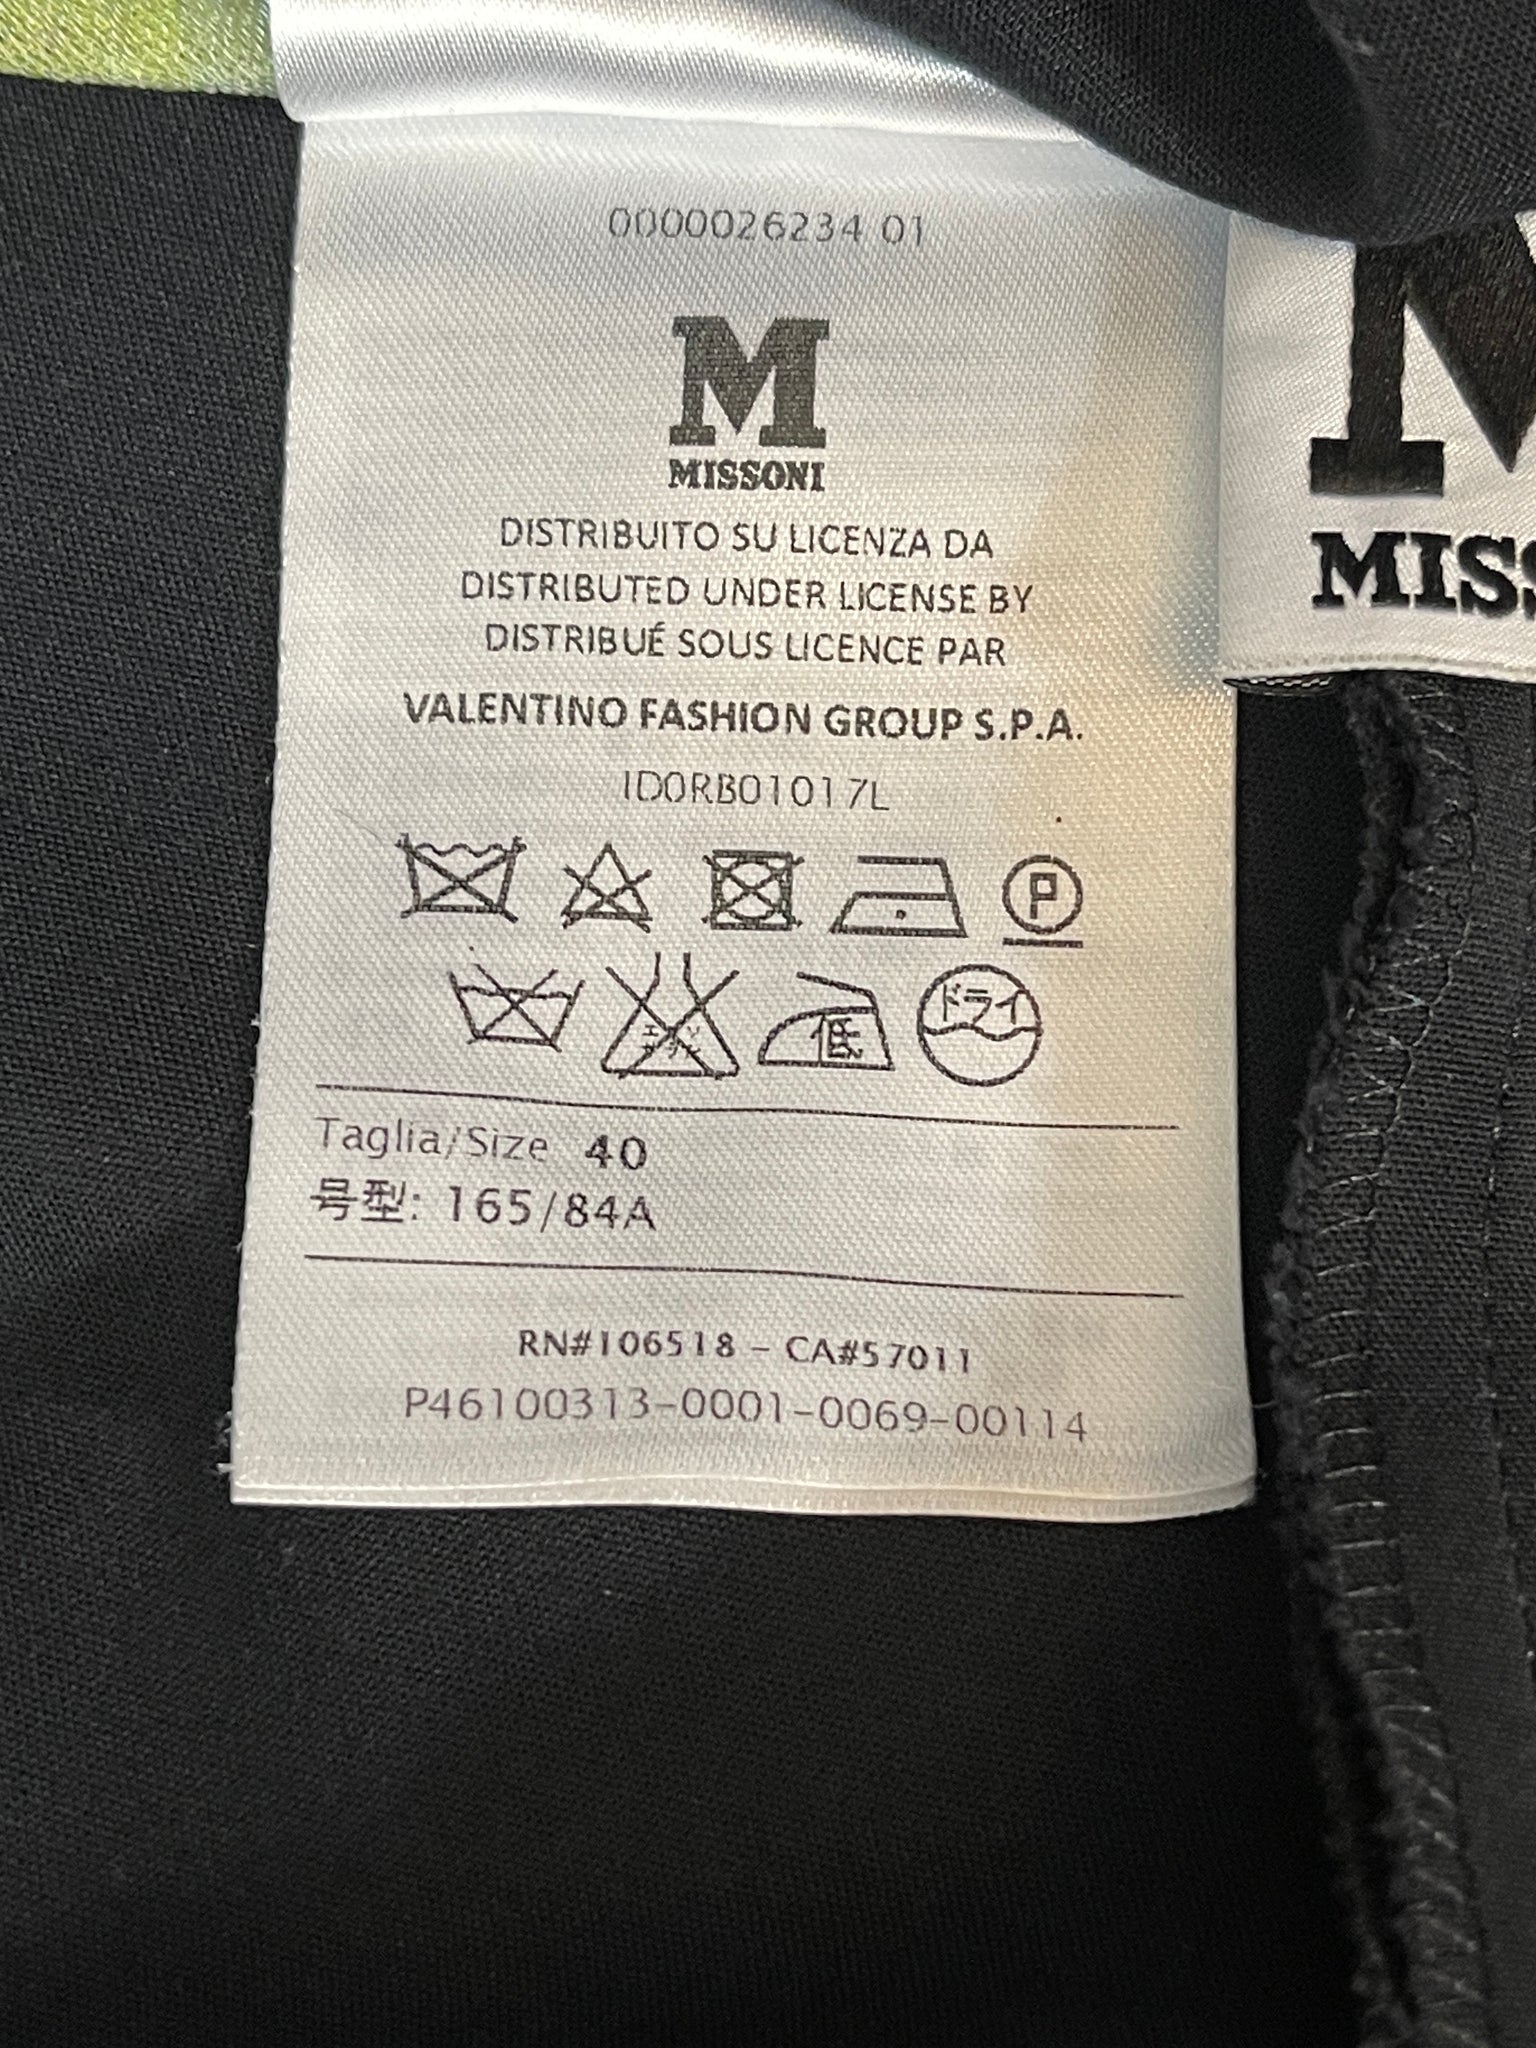 0000026234 01
M
MISSONI
DISTRIBUITO SU LICENZA DA
DISTRIBUTED UNDER LICENSE BY
DISTRIBUÉ SOUS LICENCE PAR
VALENTINO FASHION GROUP S.P.A.
ID0RB01017L
P
ドライ
低
Taglia/Size 40
号型: 165/84A
RN#106518 – CA#57011
P46100313–0001–0069–00114
M